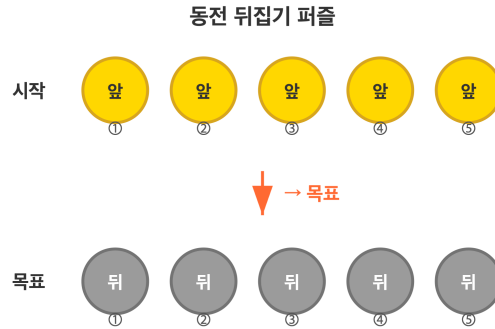 동전 뒤집기 퍼즐
시작 앞 앞 앞 앞 앞
① ② ③ ④ ⑤
→ 목표
목표 뒤 뒤 뒤 뒤 뒤
① ② ③ ④ ⑤